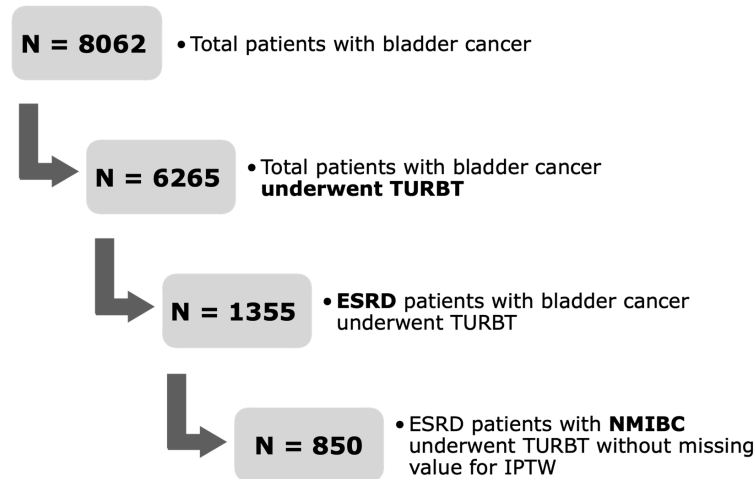 N = 8062
• Total patients with bladder cancer
N = 6265
• Total patients with bladder cancer
underwent TURBT
N = 1355
• ESRD patients with bladder cancer
underwent TURBT
N = 850
• ESRD patients with NMIBC
underwent TURBT without missing
value for IPTW